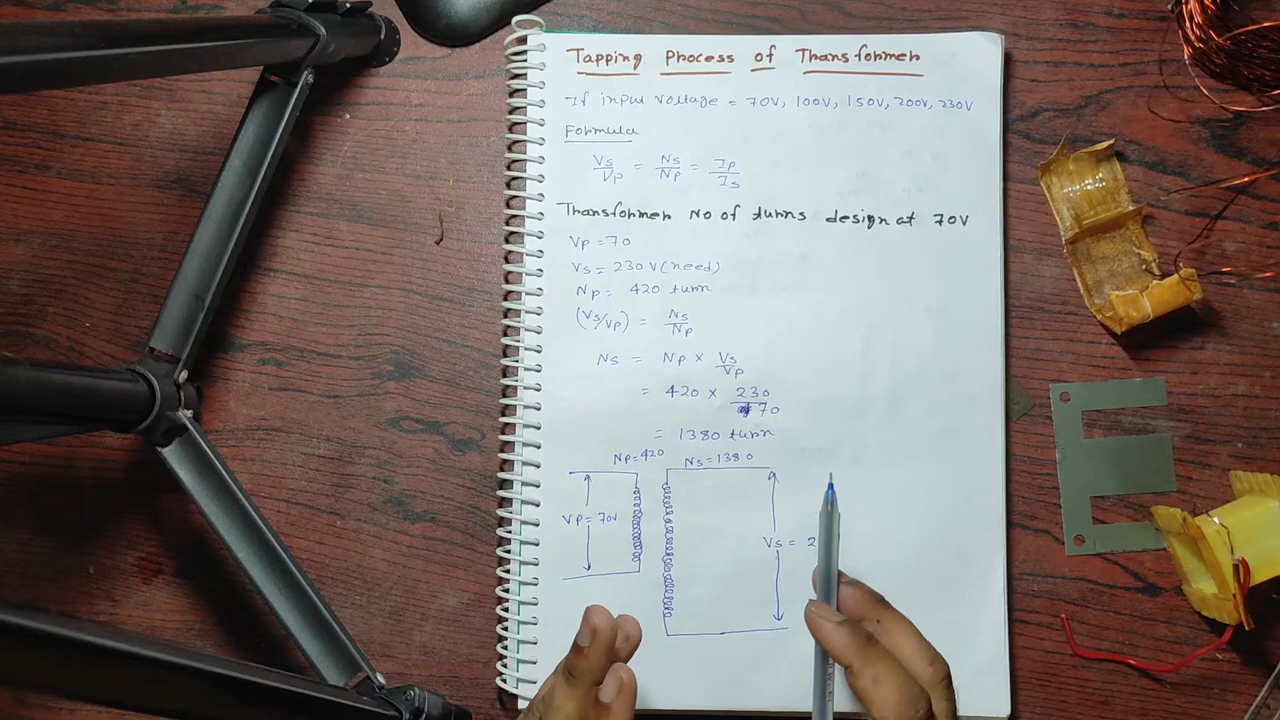 Tapping Process of Transformer
If input voltage = 70V, 100V, 150V, 200V, 230V
Formula
Vs/Vp = Ns/Np = Ip/Is
Transformer No of turns design at 70V
Vp = 70
Vs = 230 V (need)
Np = 420 turn
(Vs/Vp) = Ns/Np
Ns = Np × Vs/Vp
= 420 × 230/70
= 1380 turn
Np = 420 Ns = 1380
Vp = 70V
Vs = 2